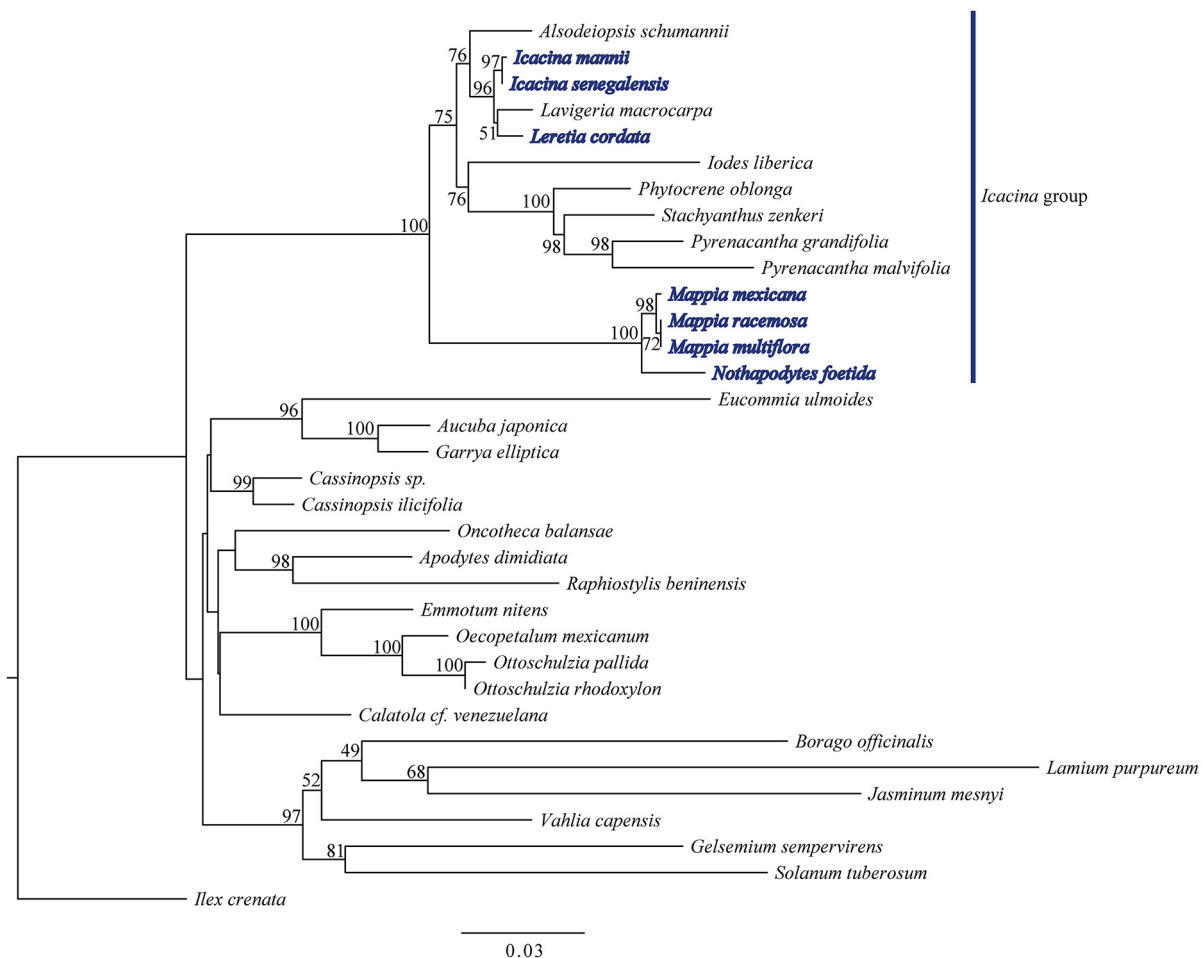 Alsodeiopsis schumannii
76
97
Icacina mannii
Icacina senegalensis
96
Lavigeria macrocarpa
75
51
Leretia cordata
Iodes liberica
Phytocrene oblonga
76
100
Icacina group
Stachyanthus zenkeri
100
98
98
Pyrenacantha grandifolia
Pyrenacantha malvifolia
Mappia mexicana
98
Mappia racemosa
100
72
Mappia multiflora
Nothapodytes foetida
Eucommia ulmoides
96
Aucuba japonica
100
Garrya elliptica
Cassinopsis sp.
99
Cassinopsis ilicifolia
Oncotheca balansae
Apodytes dimidiata
98
Raphiostylis beninensis
Emmotum nitens
100
Oecopetalum mexicanum
100
Ottoschulzia pallida
100
Ottoschulzia rhodoxylon
Calatola cf. venezuelana
Borago officinalis
49
Lamium purpureum
68
52
Jasminum mesnyi
97
Vahlia capensis
Gelsemium sempervirens
81
Solanum tuberosum
Ilex crenata
0.03